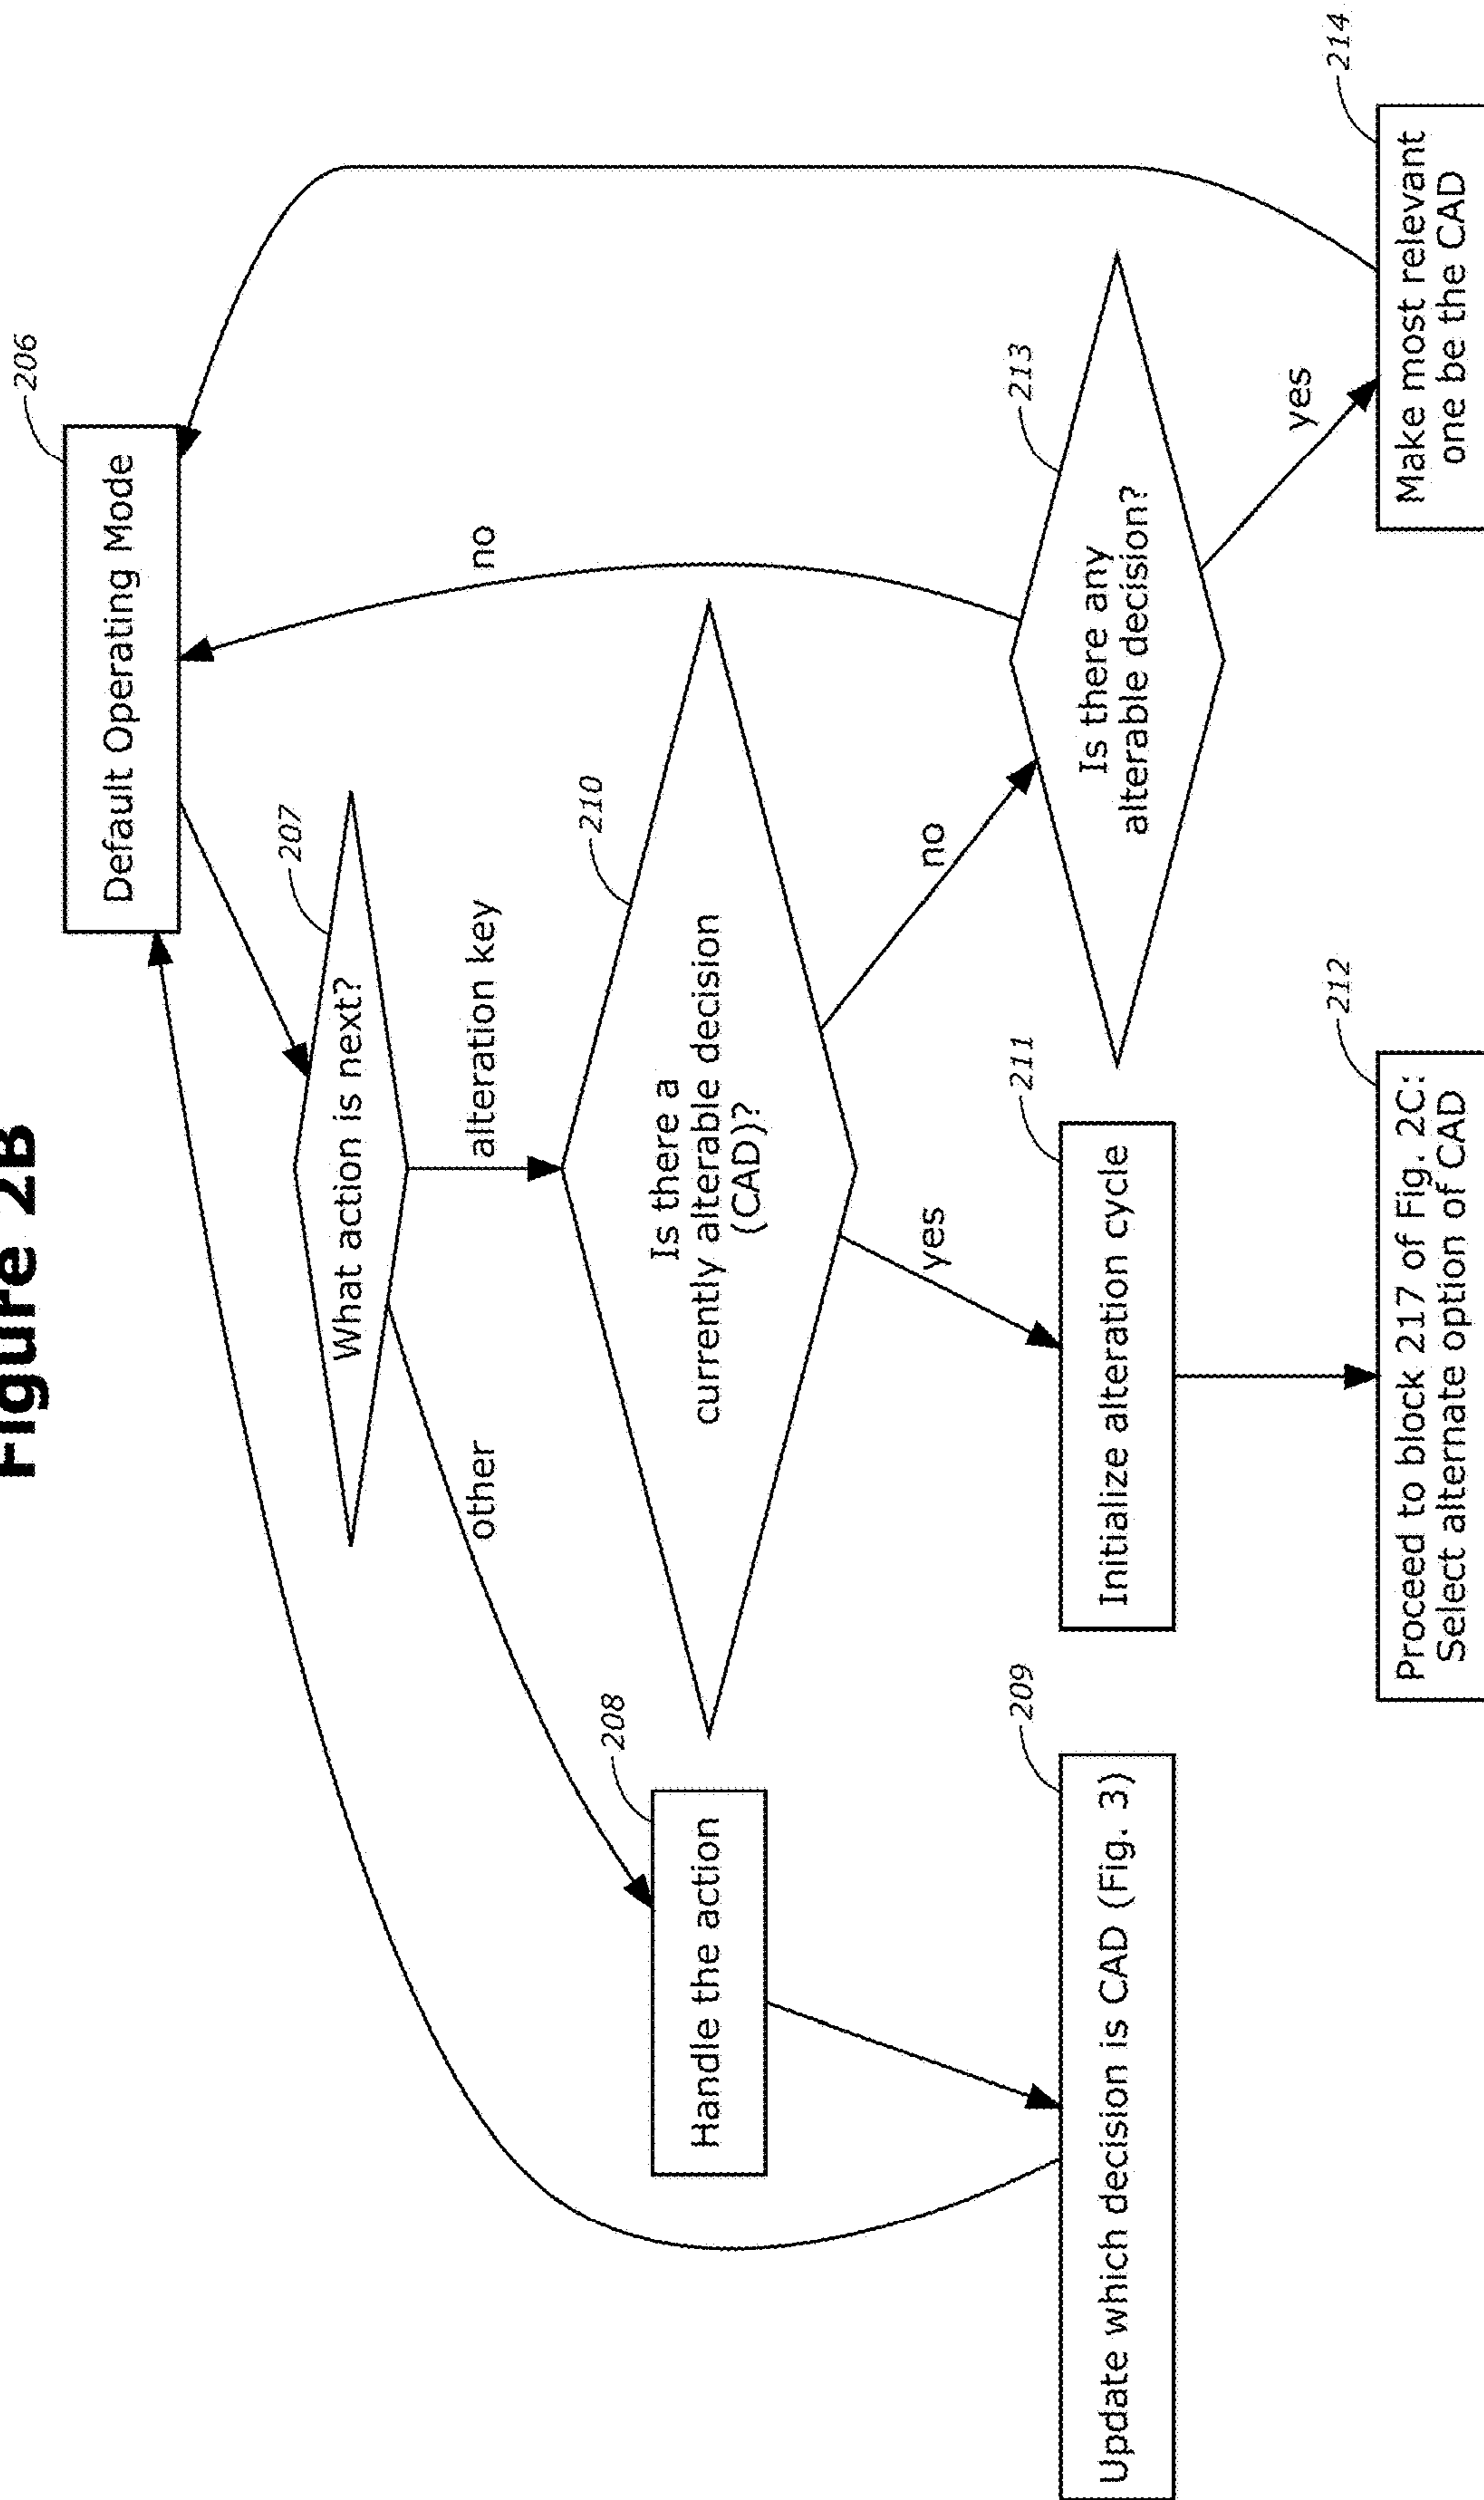 Figure 2B
206
Default Operating Mode
207
What action is next?
other
alteration key
no
208
Handle the action
210
Is there a
currently alterable decision
(CAD)?
yes
no
209
Update which decision is CAD (Fig. 3)
211
Initialize alteration cycle
213
Is there any
alterable decision?
yes
212
Proceed to block 217 of Fig. 2C:
Select alternate option of CAD
214
Make most relevant
one be the CAD